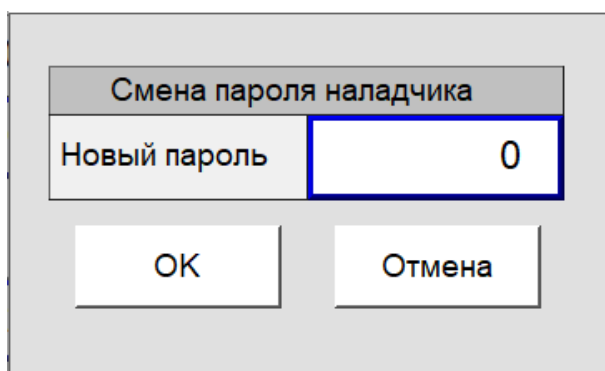 Смена пароля наладчика
Новый пароль 0
OK Отмена